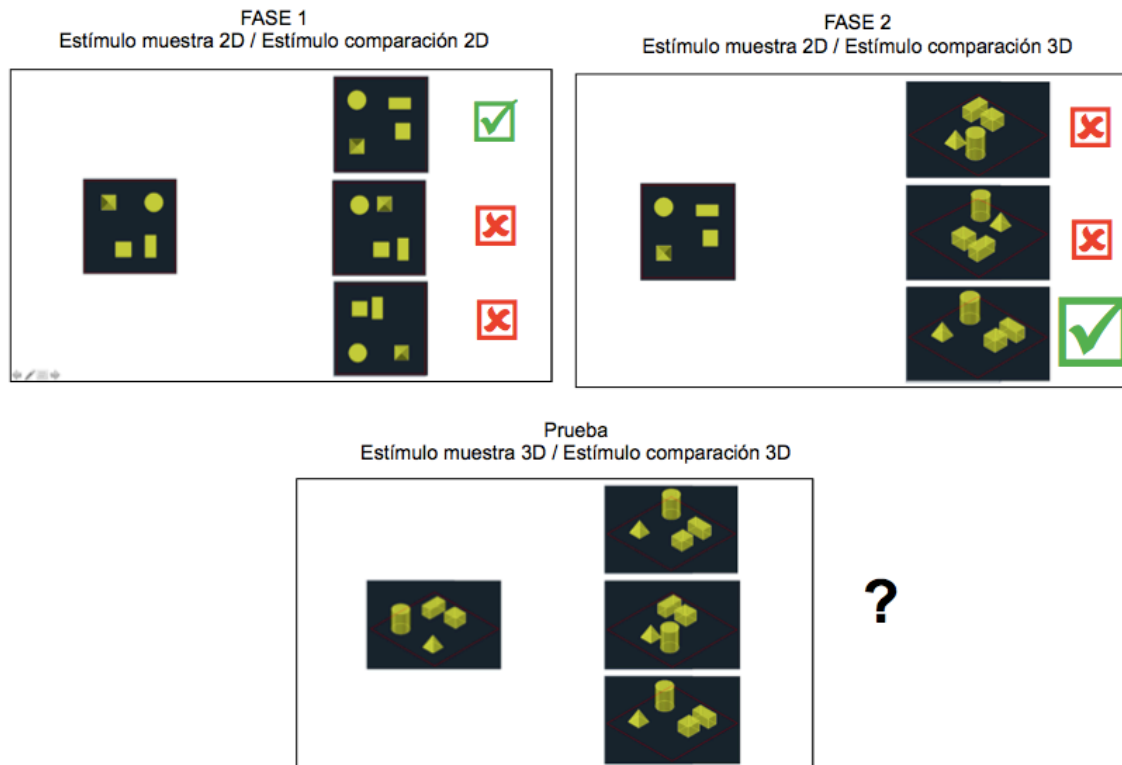 FASE 1
Estímulo muestra 2D / Estímulo comparación 2D
FASE 2
Estímulo muestra 2D / Estímulo comparación 3D
Prueba
Estímulo muestra 3D / Estímulo comparación 3D
?